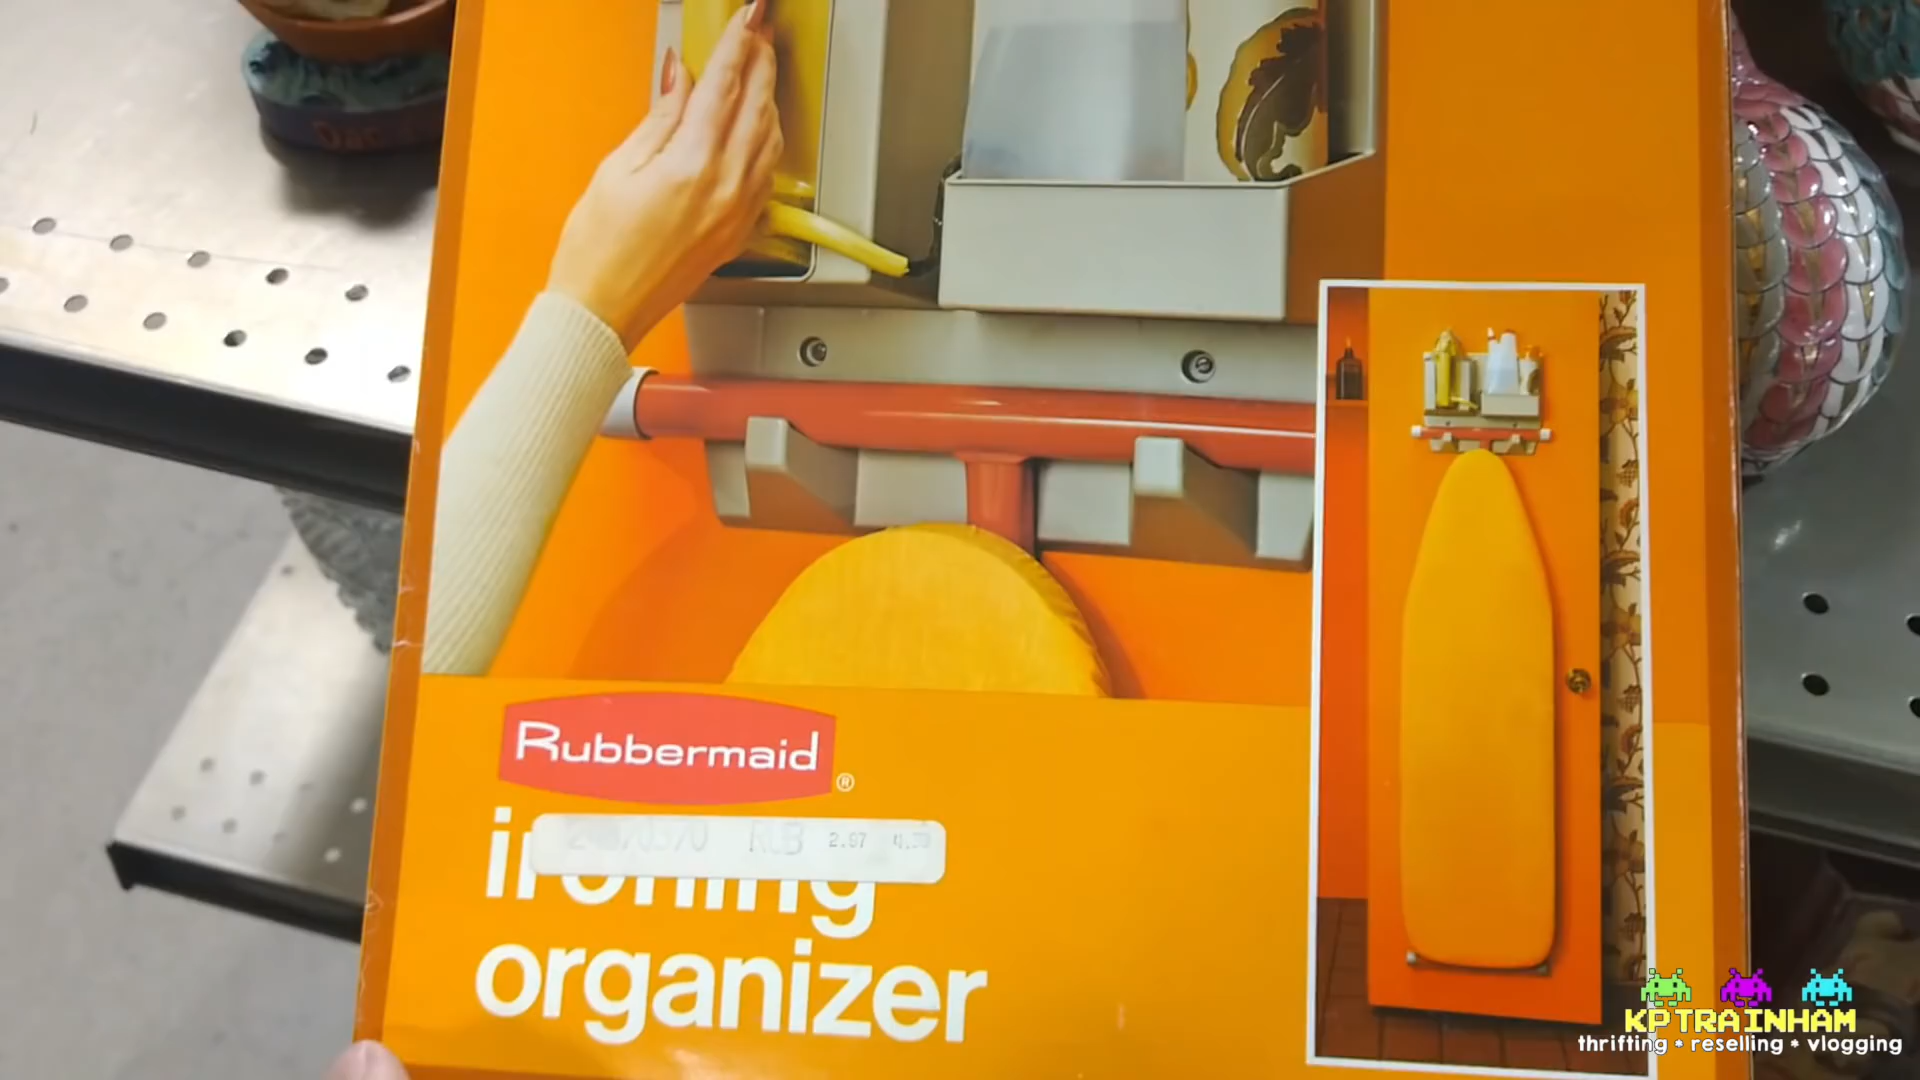 Rubbermaid®
RUB 2.97
ironing
organizer
KPTRAINHAM
thrifting * reselling * vlogging